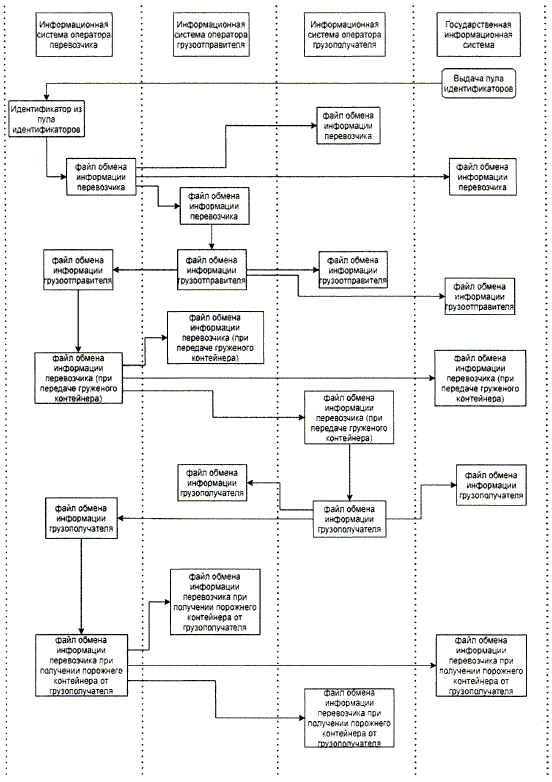 Информационная
система оператора
перевозчика
Информационная
система оператора
грузоотправителя
Информационная
система оператора
грузополучателя
Государственная
информационная
система
Выдача пула
идентификаторов
Идентификатор из
пула
идентификаторов
файл обмена
информации
перевозчика
файл обмена
информации
перевозчика
файл обмена
информации
перевозчика
файл обмена
информации
перевозчика
файл обмена
информации
грузоотправителя
файл обмена
информации
грузоотправителя
файл обмена
информации
грузоотправителя
файл обмена
информации
грузоотправителя
файл обмена
информации
перевозчика (при
передаче груженого
контейнера)
файл обмена
информации
перевозчика (при
передаче груженого
контейнера)
файл обмена
информации
перевозчика (при
передаче груженого
контейнера)
файл обмена
информации
перевозчика (при
передаче груженого
контейнера)
файл обмена
информации
грузополучателя
файл обмена
информации
грузополучателя
файл обмена
информации
грузополучателя
файл обмена
информации
грузополучателя
файл обмена
информации
перевозчика при
получении порожнего
контейнера от
грузополучателя
файл обмена
информации
перевозчика при
получении порожнего
контейнера от
грузополучателя
файл обмена
информации
перевозчика при
получении порожнего
контейнера от
грузополучателя
файл обмена
информации
перевозчика при
получении порожнего
контейнера от
грузополучателя